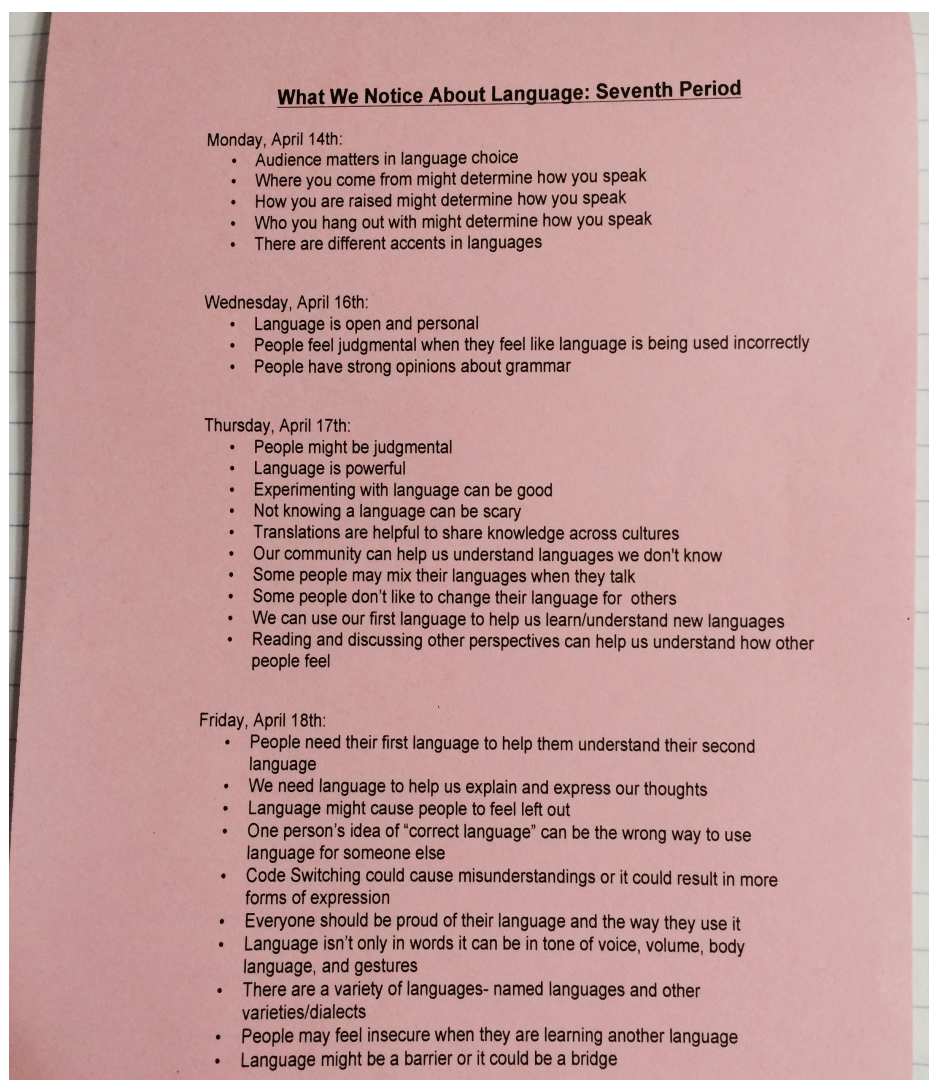 What We Notice About Language: Seventh Period
Monday, April 14th:
• Audience matters in language choice
• Where you come from might determine how you speak
• How you are raised might determine how you speak
• Who you hang out with might determine how you speak
• There are different accents in languages
Wednesday, April 16th:
• Language is open and personal
• People feel judgmental when they feel like language is being used incorrectly
• People have strong opinions about grammar
Thursday, April 17th:
• People might be judgmental
• Language is powerful
• Experimenting with language can be good
• Not knowing a language can be scary
• Translations are helpful to share knowledge across cultures
• Our community can help us understand languages we don't know
• Some people may mix their languages when they talk
• Some people don't like to change their language for  others
• We can use our first language to help us learn/understand new languages
• Reading and discussing other perspectives can help us understand how other
people feel
Friday, April 18th:
• People need their first language to help them understand their second
language
• We need language to help us explain and express our thoughts
• Language might cause people to feel left out
• One person's idea of "correct language" can be the wrong way to use
language for someone else
• Code Switching could cause misunderstandings or it could result in more
forms of expression
• Everyone should be proud of their language and the way they use it
• Language isn't only in words it can be in tone of voice, volume, body
language, and gestures
• There are a variety of languages- named languages and other
varieties/dialects
• People may feel insecure when they are learning another language
• Language might be a barrier or it could be a bridge